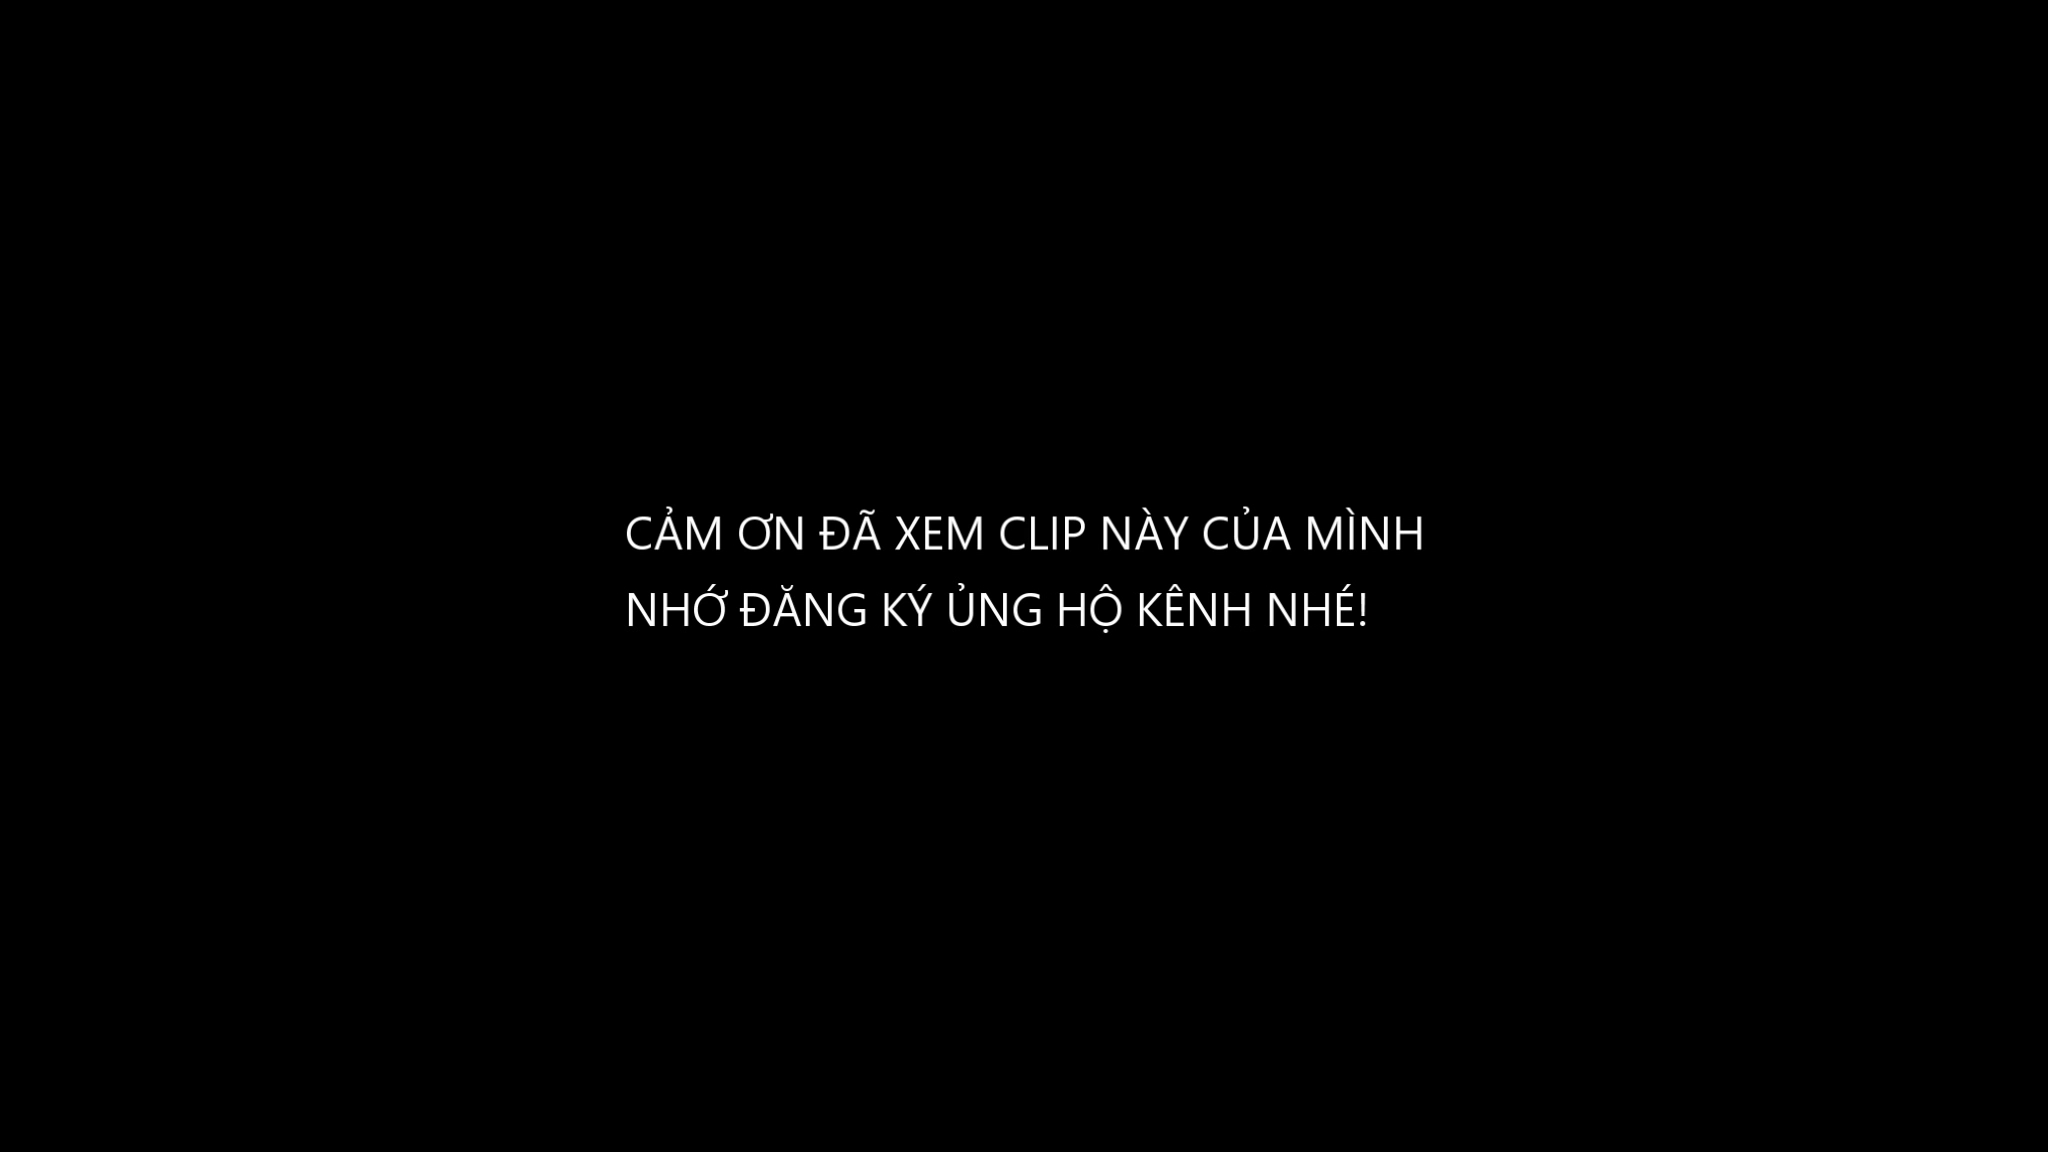 CẢM ƠN ĐÃ XEM CLIP NÀY CỦA MÌNH
NHỚ ĐĂNG KÝ ỦNG HỘ KÊNH NHÉ!